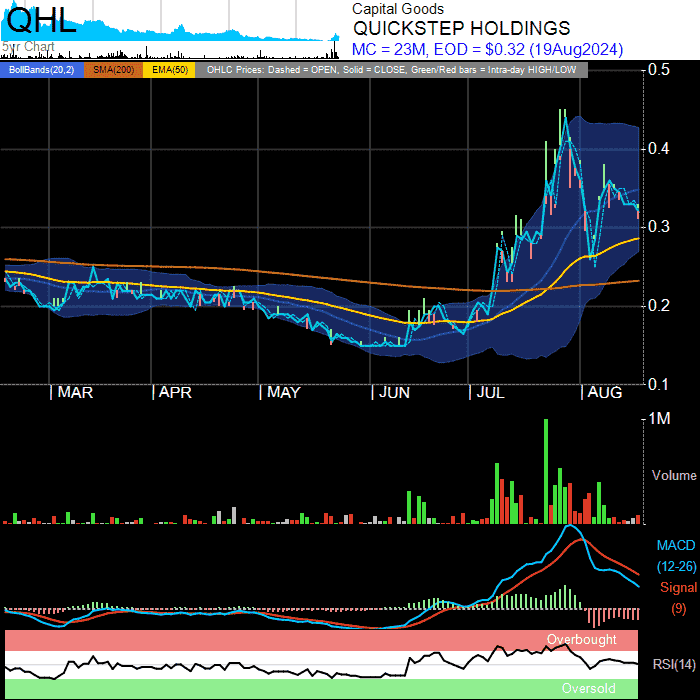 QHL
5yr Chart
Capital Goods
QUICKSTEP HOLDINGS
MC = 23M, EOD = $0.32 (19Aug2024)
BollBands(20,2) SMA(200) EMA(50) OHLC Prices: Dashed = OPEN, Solid = CLOSE, Green/Red bars = Intra-day HIGH/LOW
0.5
0.4
0.3
0.2
0.1
| MAR | APR | MAY | JUN | JUL | AUG
1M
Volume
MACD
(12-26)
Signal
(9)
Overbought
RSI(14)
Oversold